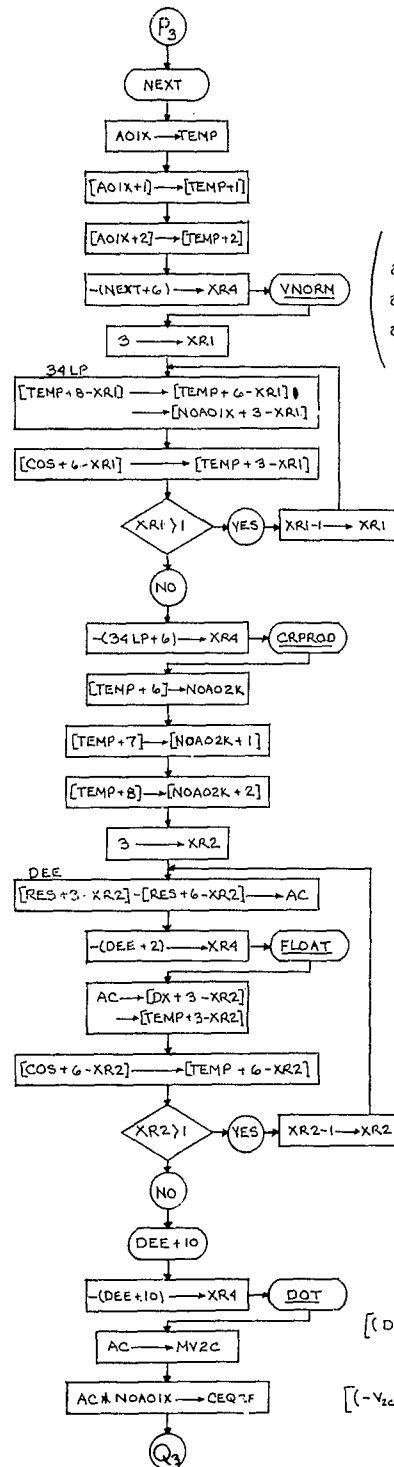 P3
NEXT
A01X → TEMP
[A01X+1] → [TEMP+1]
[A01X+2] → [TEMP+2]
-(NEXT+6) → XR4
VNORM
3 → XR1
34LP
[TEMP+8-XR1] → [TEMP+6-XR1]
→ [NOA01X+3-XR1]
[COS+6-XR1] → [TEMP+3-XR1]
XR1>1
YES
XR1-1 → XR1
NO
-(34LP+6) → XR4
CRPROD
[TEMP+6] → NOA02K
[TEMP+7] → [NOA02K+1]
[TEMP+8] → [NOA02K+2]
3 → XR2
DEE
[RES+3-XR2]-[RES+6-XR2] → AC
-(DEE+2) → XR4
FLOAT
AC → [DX+3-XR2]
→ [TEMP+3-XR2]
[COS+6-XR2] → [TEMP+6-XR2]
XR2>1
YES
XR2-1 → XR2
NO
DEE+10
-(DEE+10) → XR4
DOT
[(D
AC → MV2C
AC * NOA01X →
[(-V2c
Q3